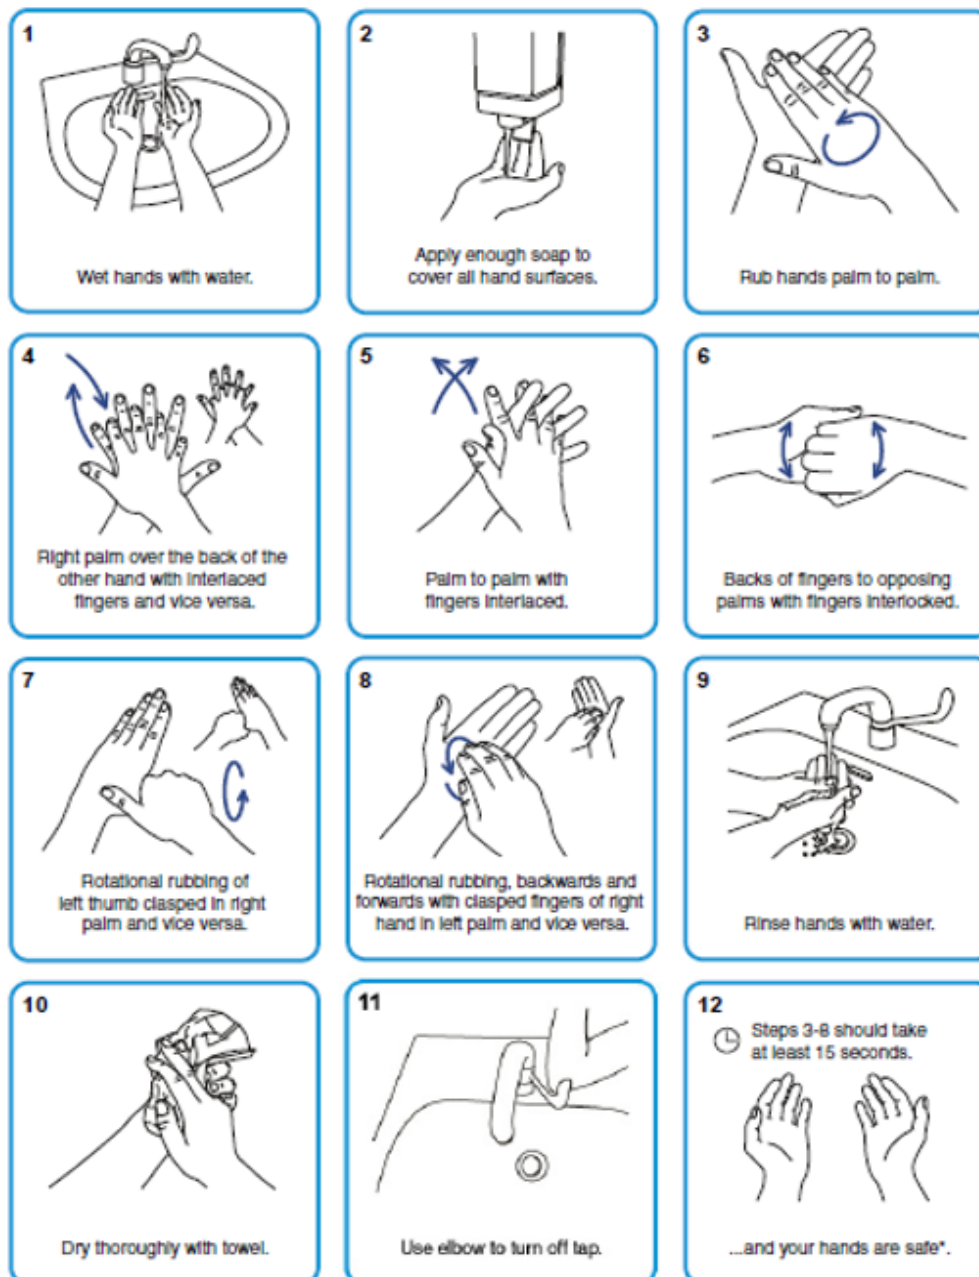 1
Wet hands with water.
2
Apply enough soap to
cover all hand surfaces.
3
Rub hands palm to palm.
4
Right palm over the back of the
other hand with interlaced
fingers and vice versa.
5
Palm to palm with
fingers interlaced.
6
Backs of fingers to opposing
palms with fingers interlocked.
7
Rotational rubbing of
left thumb clasped in right
palm and vice versa.
8
Rotational rubbing, backwards and
forwards with clasped fingers of right
hand in left palm and vice versa.
9
Rinse hands with water.
10
Dry thoroughly with towel.
11
Use elbow to turn off tap.
12
Steps 3-8 should take
at least 15 seconds.
...and your hands are safe*.